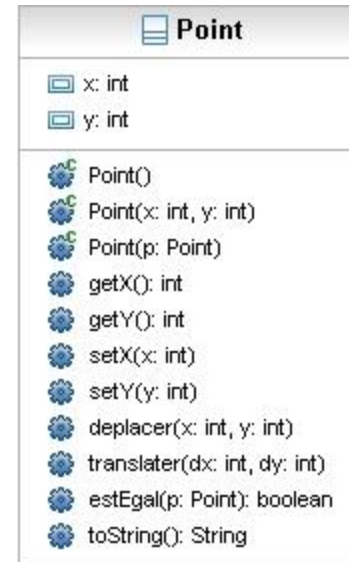 Point
x: int
y: int
Point()
Point(x: int, y: int)
Point(p: Point)
getX(): int
getY(): int
setX(x: int)
setY(y: int)
deplacer(x: int, y: int)
translater(dx: int, dy: int)
estEgal(p: Point): boolean
toString(): String